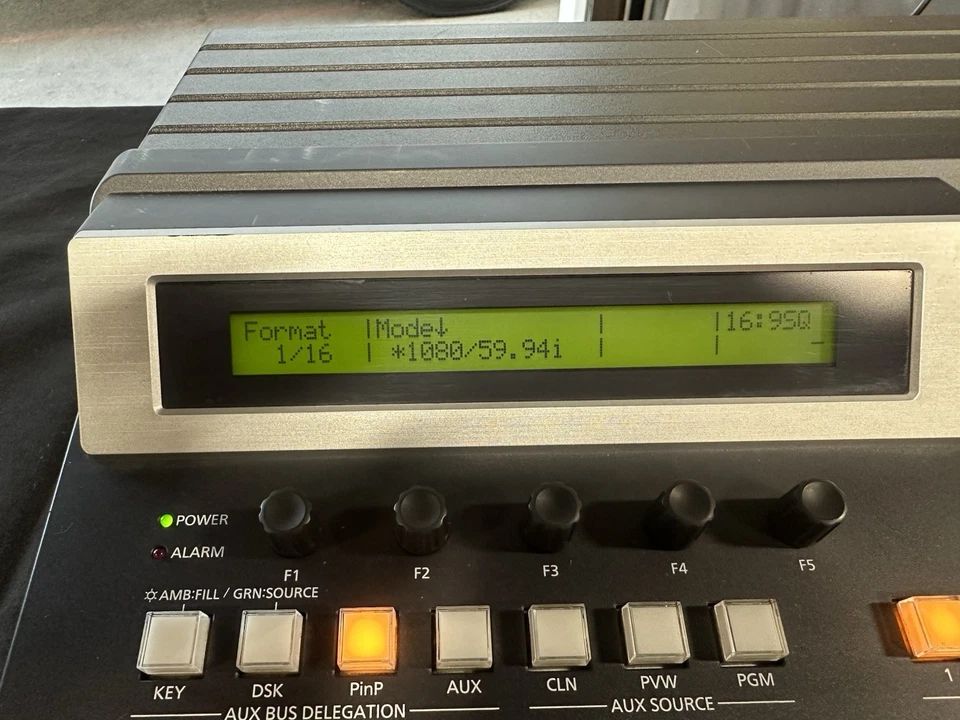 Format |Mode↓ | |16:9SQ
1/16 | *1080/59.94i | |
POWER
ALARM
F1 F2 F3 F4 F5
AMB:FILL / GRN:SOURCE
KEY DSK PinP AUX CLN PVW PGM 1
AUX BUS DELEGATION AUX SOURCE